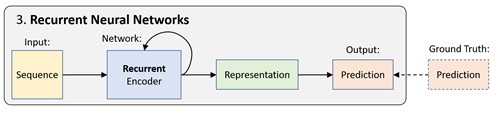 3. Recurrent Neural Networks
Input:
Network:
Output:
Ground Truth:
Sequence
Recurrent
Encoder
Representation
Prediction
Prediction